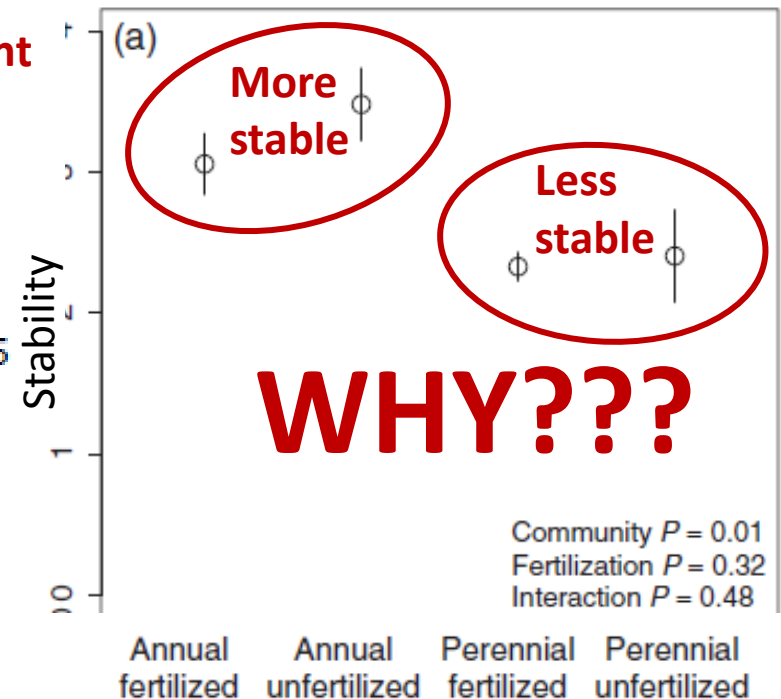 (a)
More
stable
Less
stable
Stability
WHY???
1
Community P = 0.01
Fertilization P = 0.32
Interaction P = 0.48
Annual Annual Perennial Perennial
fertilized unfertilized fertilized unfertilized